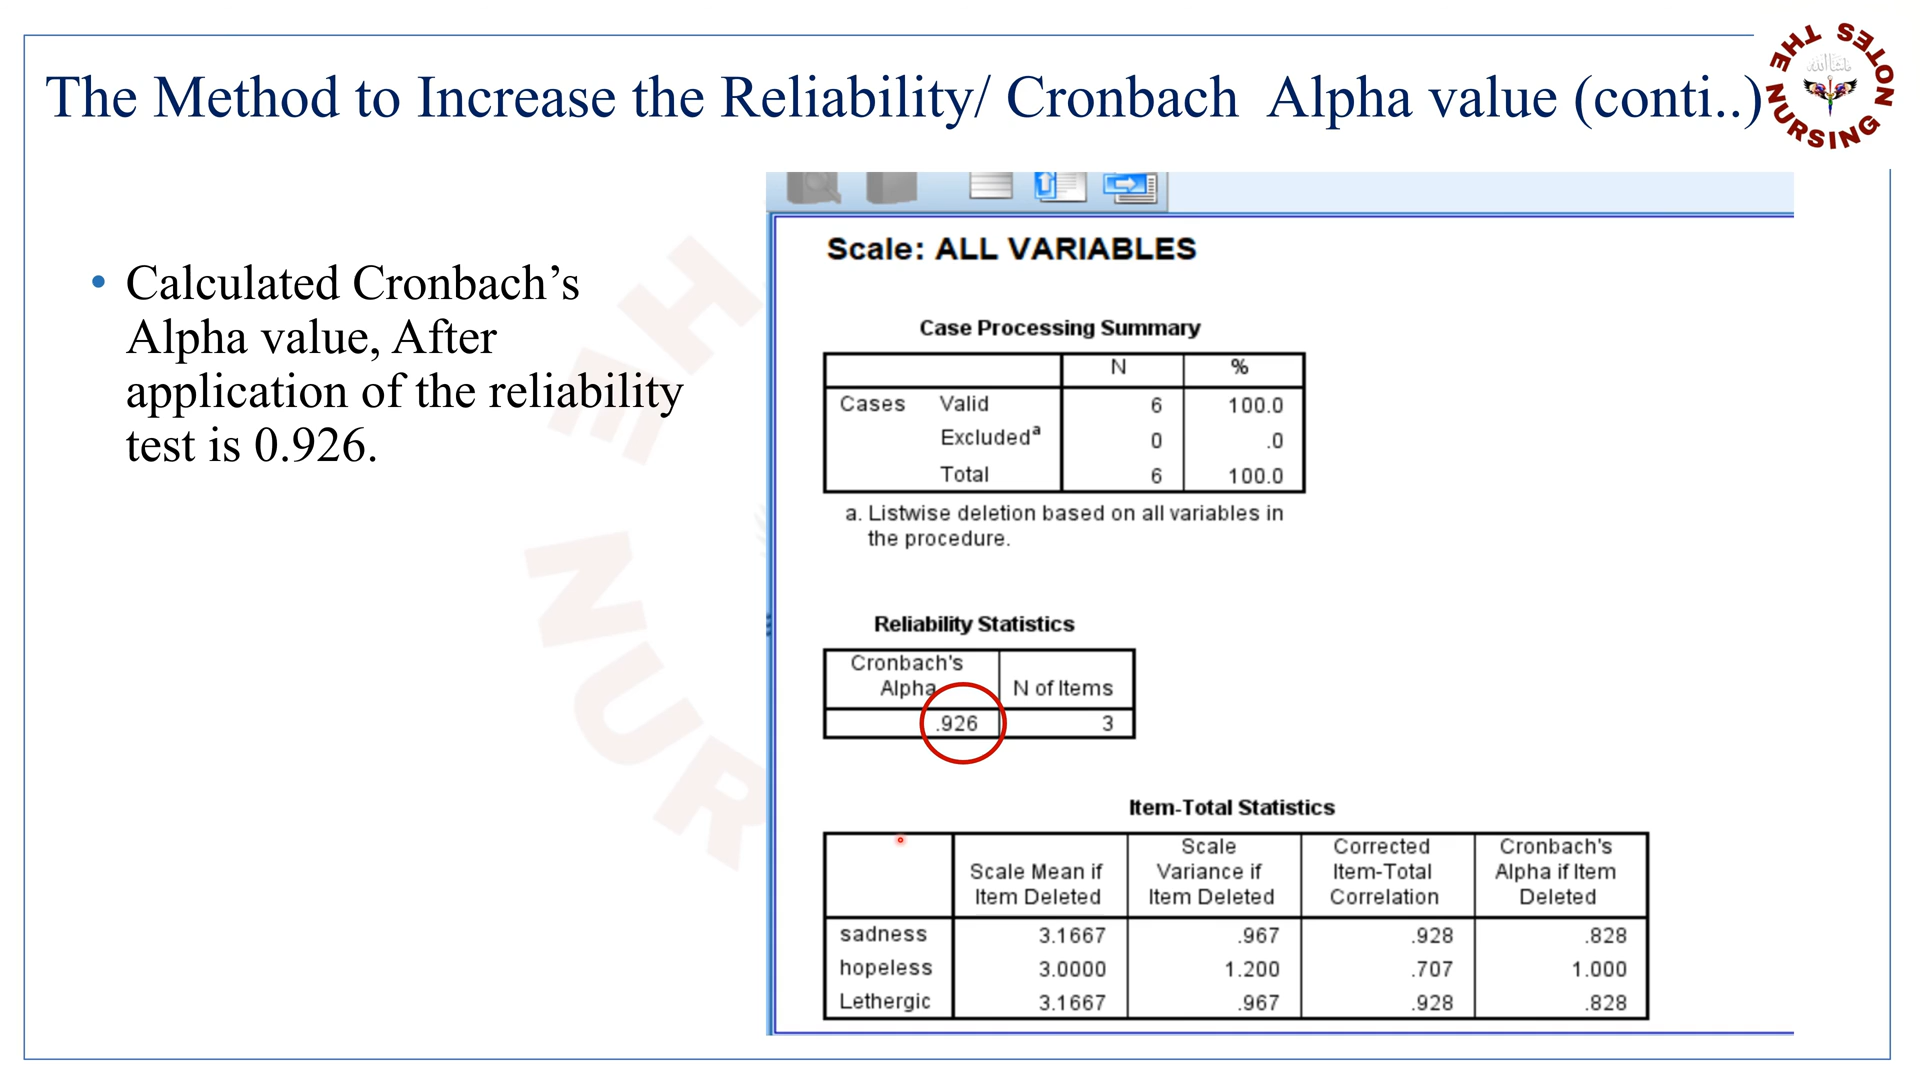 The Method to Increase the Reliability/ Cronbach  Alpha value (conti..)
THE NURSING NOTES
• Calculated Cronbach’s
Alpha value, After
application of the reliability
test is 0.926.
Scale: ALL VARIABLES
Case Processing Summary
N %
Cases Valid 6 100.0
Excludedª 0 .0
Total 6 100.0
a. Listwise deletion based on all variables in
the procedure.
Reliability Statistics
Cronbach's
Alpha N of Items
.926 3
Item-Total Statistics
Scale Mean if Item Deleted Scale Variance if Item Deleted Corrected Item-Total Correlation Cronbach's Alpha if Item Deleted
sadness 3.1667 .967 .928 .828
hopeless 3.0000 1.200 .707 1.000
Lethergic 3.1667 .967 .928 .828